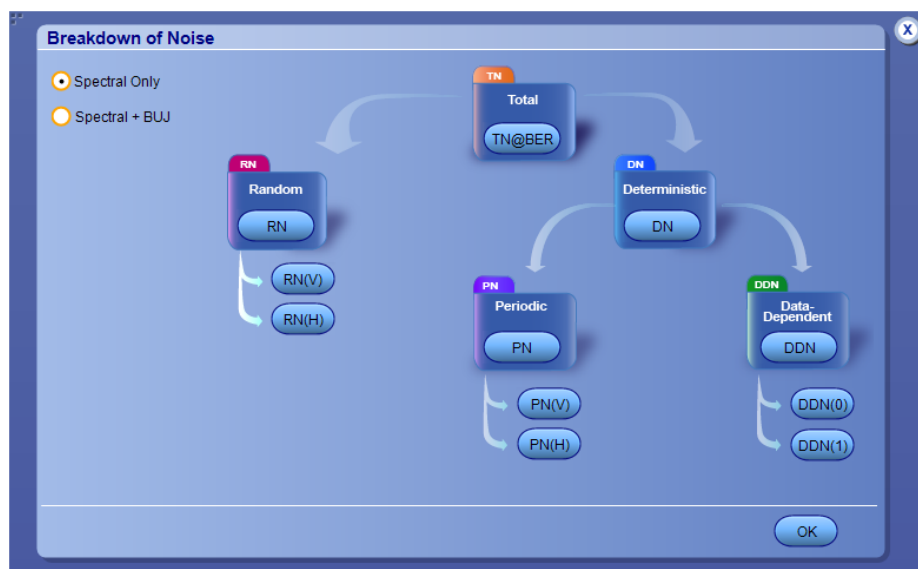 Breakdown of Noise
X
Spectral Only
Spectral + BUJ
TN
Total
TN@BER
RN
Random
RN
RN(V)
RN(H)
DN
Deterministic
DN
PN
Periodic
PN
PN(V)
PN(H)
DDN
Data-
Dependent
DDN
DDN(0)
DDN(1)
OK